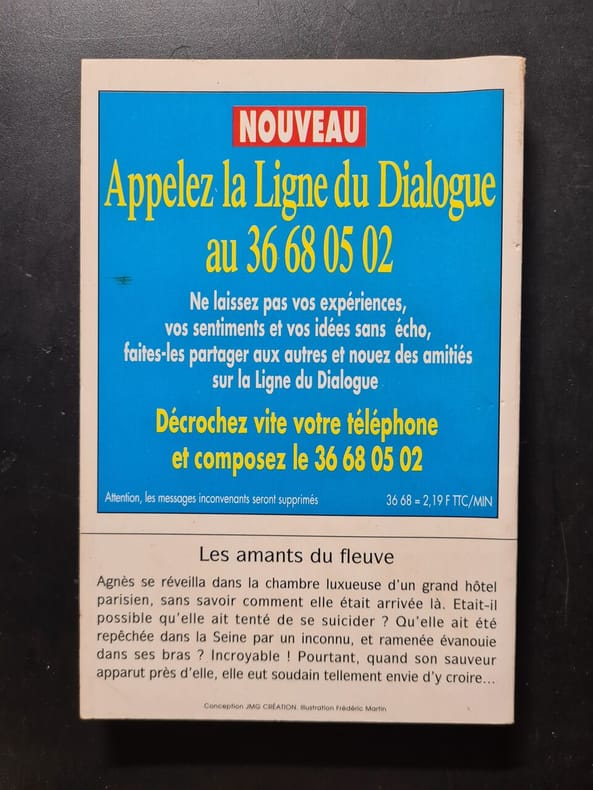 NOUVEAU
Appelez la Ligne du Dialogue
au 36 68 05 02
Ne laissez pas vos expériences,
vos sentiments et vos idées sans écho,
faites-les partager aux autres et nouez des amitiés
sur la Ligne du Dialogue
Décrochez vite votre téléphone
et composez le 36 68 05 02
Attention, les messages inconvenants seront supprimés
36 68 = 2,19 F TTC/MIN
Les amants du fleuve
Agnès se réveilla dans la chambre luxueuse d'un grand hôtel
parisien, sans savoir comment elle était arrivée là. Etait-il
possible qu'elle ait tenté de se suicider ? Qu'elle ait été
repêchée dans la Seine par un inconnu, et ramenée évanouie
dans ses bras ? Incroyable ! Pourtant, quand son sauveur
apparut près d'elle, elle eut soudain tellement envie d'y croire...
Conception JMG CRÉATION. Illustration Frédéric Martin